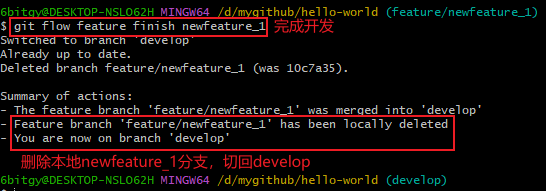 6bitgy@DESKTOP-NSLO62H MINGW64 /d/mygithub/hello-world (feature/newfeature_1)
$ git flow feature finish newfeature_1 完成开发
Switched to branch 'develop'
Already up to date.
Deleted branch feature/newfeature_1 (was 10c7a35).
Summary of actions:
- The feature branch 'feature/newfeature_1' was merged into 'develop'
- Feature branch 'feature/newfeature_1' has been locally deleted
- You are now on branch 'develop'
删除本地newfeature_1分支，切回develop
6bitgy@DESKTOP-NSLO62H MINGW64 /d/mygithub/hello-world (develop)